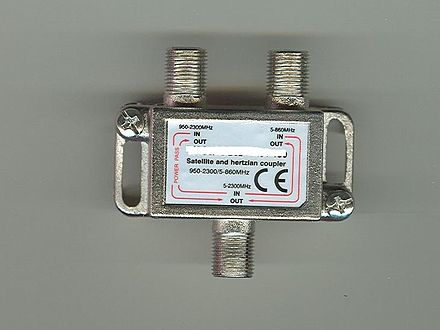 950-2300MHz 5-860MHz
IN IN
OUT OUT
Satellite and hertzian coupler
950-2300/5-860MHz
POWER PASS
CE
5-2300MHz
IN
OUT